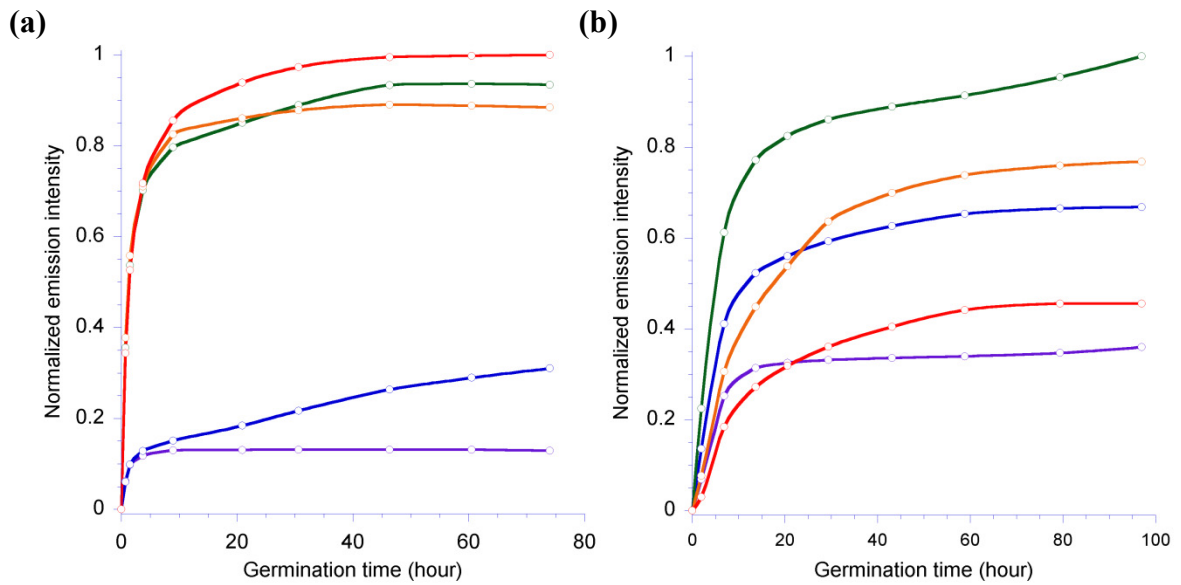 (a)
1
0.8
0.6
0.4
0.2
0
Normalized emission intensity
0 20 40 60 80
Germination time (hour)
(b)
1
0.8
0.6
0.4
0.2
0
Normalized emission intensity
0 20 40 60 80 100
Germination time (hour)